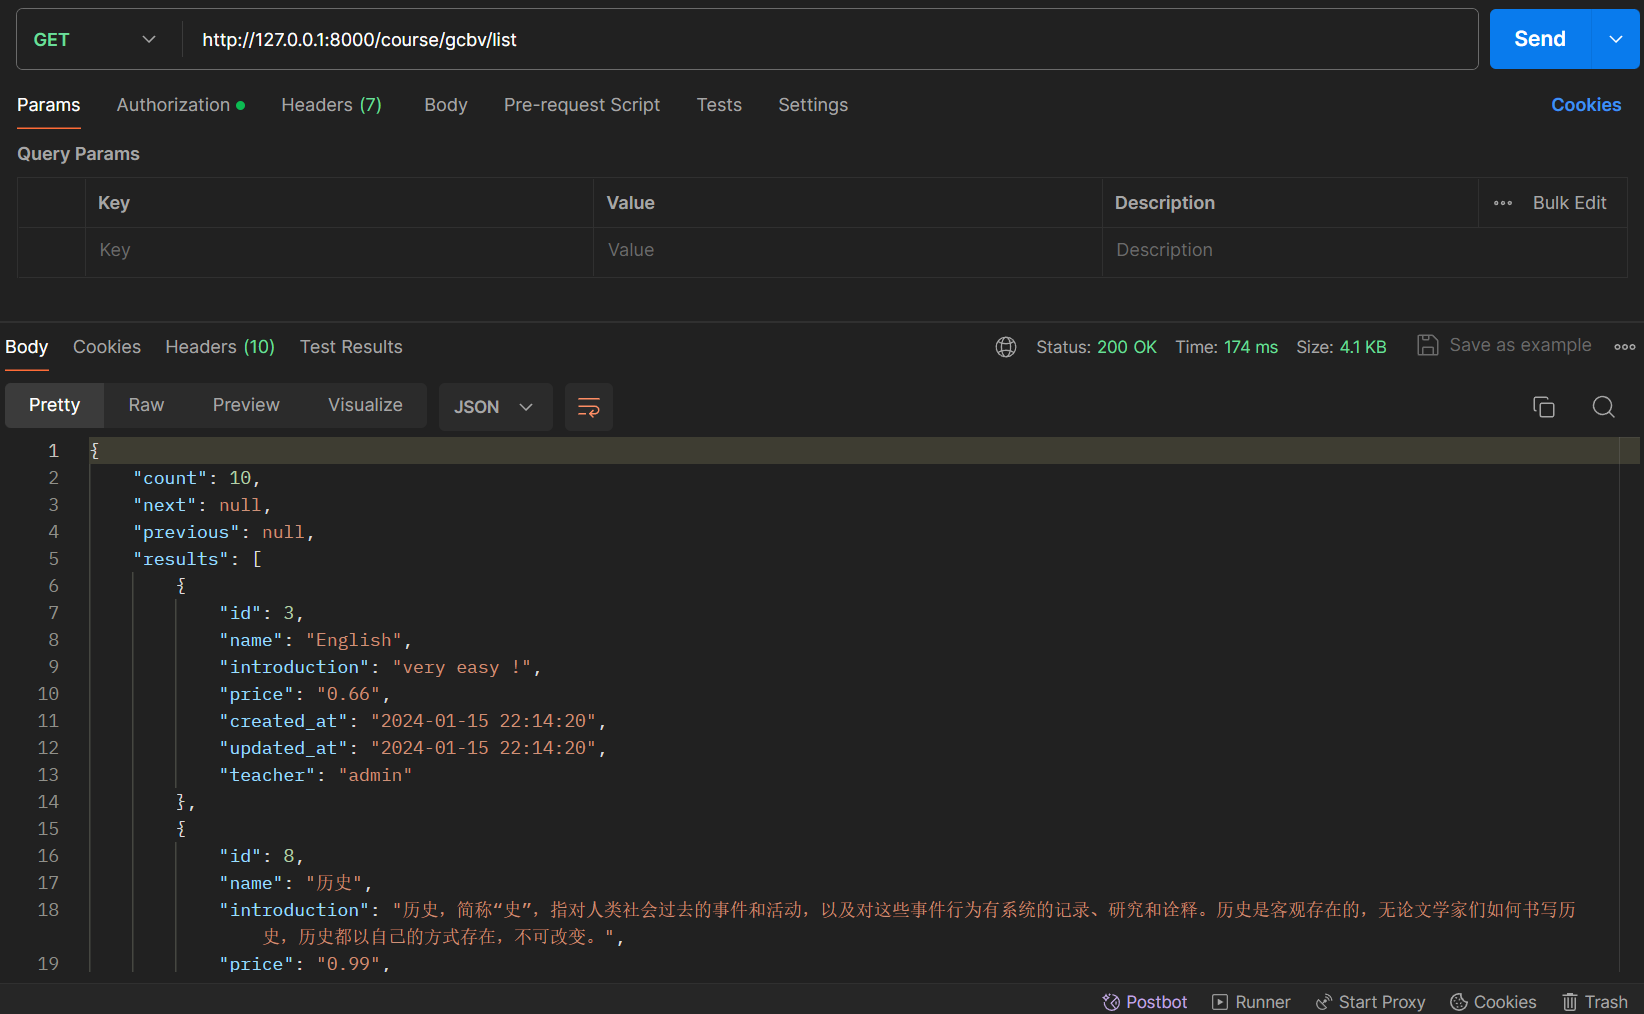 GET http://127.0.0.1:8000/course/gcbv/list Send
Params Authorization Headers (7) Body Pre-request Script Tests Settings Cookies
Query Params
Key Value Description Bulk Edit
Key Value Description
Body Cookies Headers (10) Test Results Status: 200 OK Time: 174 ms Size: 4.1 KB Save as example
Pretty Raw Preview Visualize JSON
1 {
2 "count": 10,
3 "next": null,
4 "previous": null,
5 "results": [
6 {
7 "id": 3,
8 "name": "English",
9 "introduction": "very easy !",
10 "price": "0.66",
11 "created_at": "2024-01-15 22:14:20",
12 "updated_at": "2024-01-15 22:14:20",
13 "teacher": "admin"
14 },
15 {
16 "id": 8,
17 "name": "历史",
18 "introduction": "历史，简称“史”，指对人类社会过去的事件和活动，以及对这些事件行为有系统的记录、研究和诠释。历史是客观存在的，无论文学家们如何书写历
史，历史都以自己的方式存在，不可改变。",
19 "price": "0.99",
Postbot Runner Start Proxy Cookies Trash